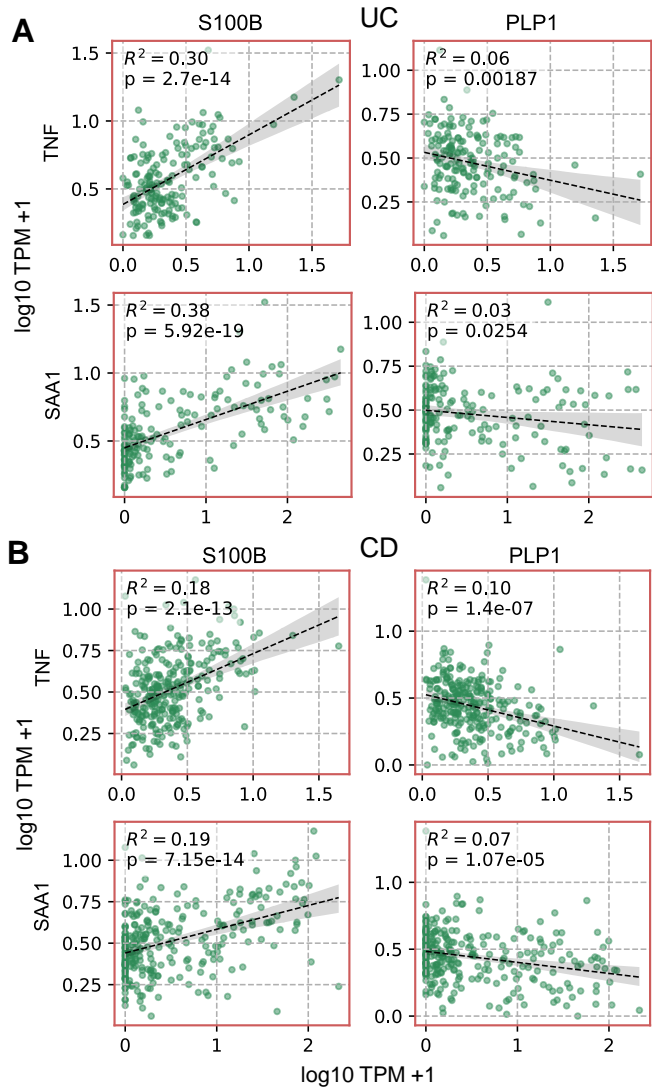 A
S100B
UC
PLP1
R² = 0.30
p = 2.7e-14
R² = 0.06
p = 0.00187
TNF
1.5
1.0
0.5
0.0 0.5 1.0 1.5
1.00
0.75
0.50
0.25
0.0 0.5 1.0 1.5
log10 TPM +1
R² = 0.38
p = 5.92e-19
R² = 0.03
p = 0.0254
SAA1
1.5
1.0
0.5
0 1 2
1.00
0.75
0.50
0.25
0 1 2
B
S100B
CD
PLP1
R² = 0.18
p = 2.1e-13
R² = 0.10
p = 1.4e-07
TNF
1.00
0.75
0.50
0.25
0.0 0.5 1.0 1.5
1.0
0.5
0.0
0.0 0.5 1.0 1.5
log10 TPM +1
R² = 0.19
p = 7.15e-14
R² = 0.07
p = 1.07e-05
SAA1
1.00
0.75
0.50
0.25
0 1 2
1.0
0.5
0.0
0 1 2
log10 TPM +1